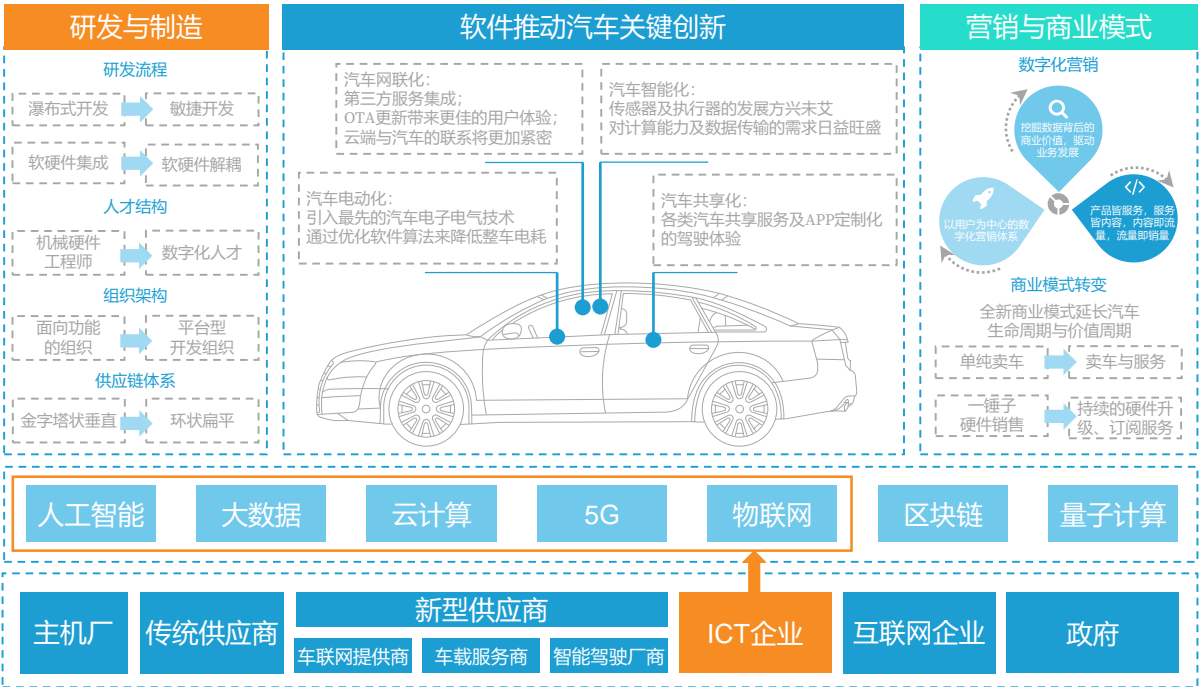 研发与制造
研发流程
瀑布式开发
敏捷开发
软硬件集成
软硬件解耦
人才结构
机械硬件
工程师
数字化人才
组织架构
面向功能
的组织
平台型
开发组织
供应链体系
金字塔状垂直
环状扁平
软件推动汽车关键创新
汽车网联化：
第三方服务集成；
OTA更新带来更佳的用户体验；
云端与汽车的联系将更加紧密
汽车智能化：
传感器及执行器的发展方兴未艾
对计算能力及数据传输的需求日益旺盛
汽车电动化：
引入最先的汽车电子电气技术
通过优化软件算法来降低整车电耗
汽车共享化：
各类汽车共享服务及APP定制化
的驾驶体验
营销与商业模式
数字化营销
挖掘数据背后的
商业价值，驱动
业务发展
以用户为中心的数
字化营销体系
</>
产品皆服务，服务
皆内容，内容即流
量，流量即销量
商业模式转变
全新商业模式延长汽车
生命周期与价值周期
单纯卖车
卖车与服务
一锤子
硬件销售
持续的硬件升
级、订阅服务
人工智能
大数据
云计算
5G
物联网
区块链
量子计算
主机厂
传统供应商
新型供应商
车联网提供商
车载服务商
智能驾驶厂商
ICT企业
互联网企业
政府